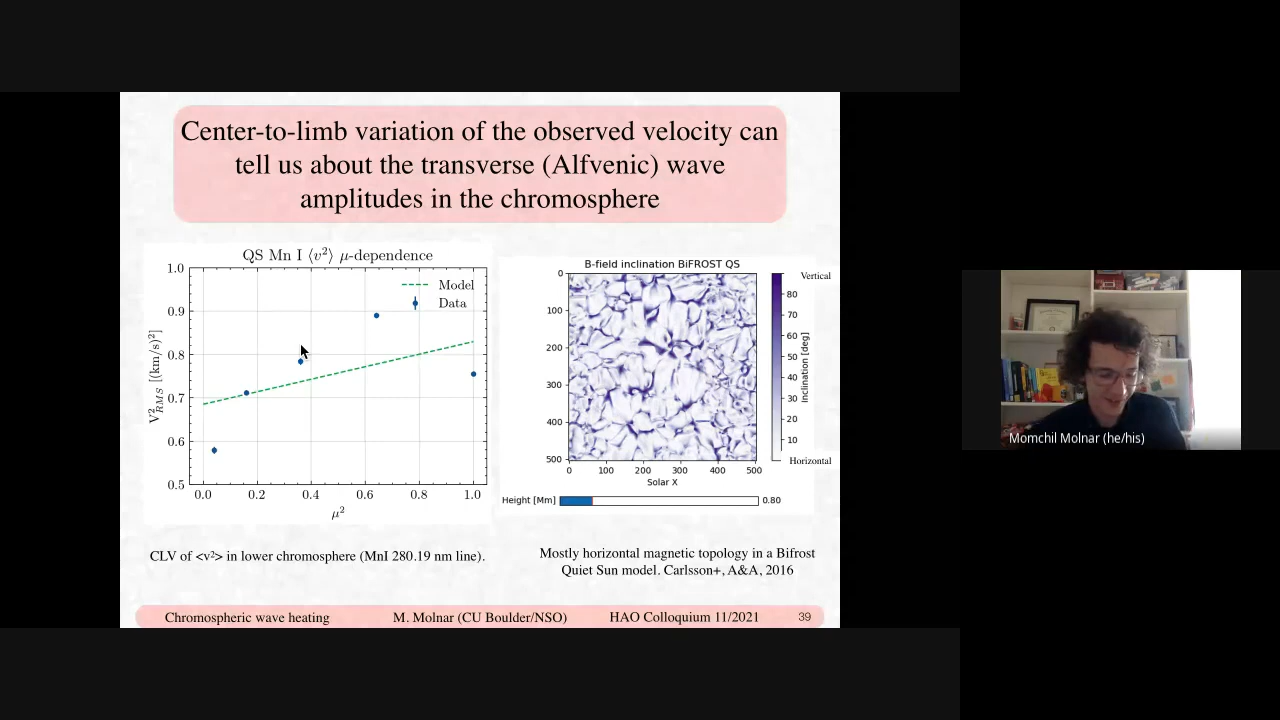 Center-to-limb variation of the observed velocity can
tell us about the transverse (Alfvenic) wave
amplitudes in the chromosphere
QS Mn I ⟨v²⟩ μ-dependence
1.0
0.9
0.8
0.7
0.6
0.5
V²RMS [(km/s)²]
Model
Data
0.0 0.2 0.4 0.6 0.8 1.0
μ²
CLV of <v²> in lower chromosphere (MnI 280.19 nm line).
B-field inclination BiFROST QS
0
100
200
300
400
500
0 100 200 300 400 500
Solar X
Vertical
80
70
60
50
40
30
20
10
Horizontal
Inclination [deg]
Height [Mm] 0.80
Mostly horizontal magnetic topology in a Bifrost
Quiet Sun model. Carlsson+, A&A, 2016
Chromospheric wave heating M. Molnar (CU Boulder/NSO) HAO Colloquium 11/2021 39
Momchil Molnar (he/his)